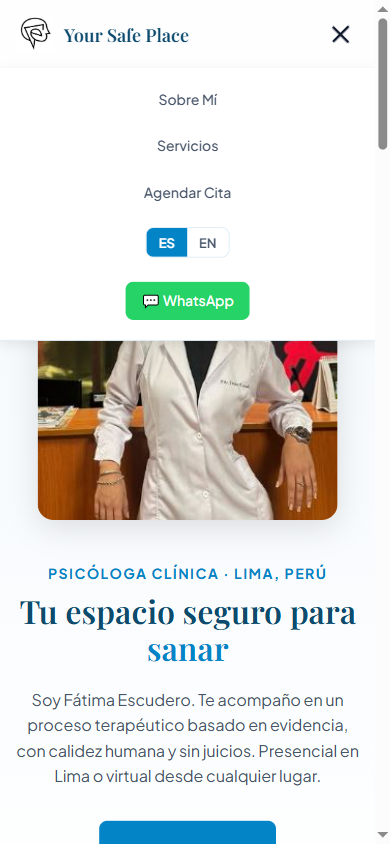 Your Safe Place
Sobre Mí
Servicios
Agendar Cita
ES EN
WhatsApp
PSICÓLOGA CLÍNICA · LIMA, PERÚ
Tu espacio seguro para
sanar
Soy Fátima Escudero. Te acompaño en un
proceso terapéutico basado en evidencia,
con calidez humana y sin juicios. Presencial en
Lima o virtual desde cualquier lugar.